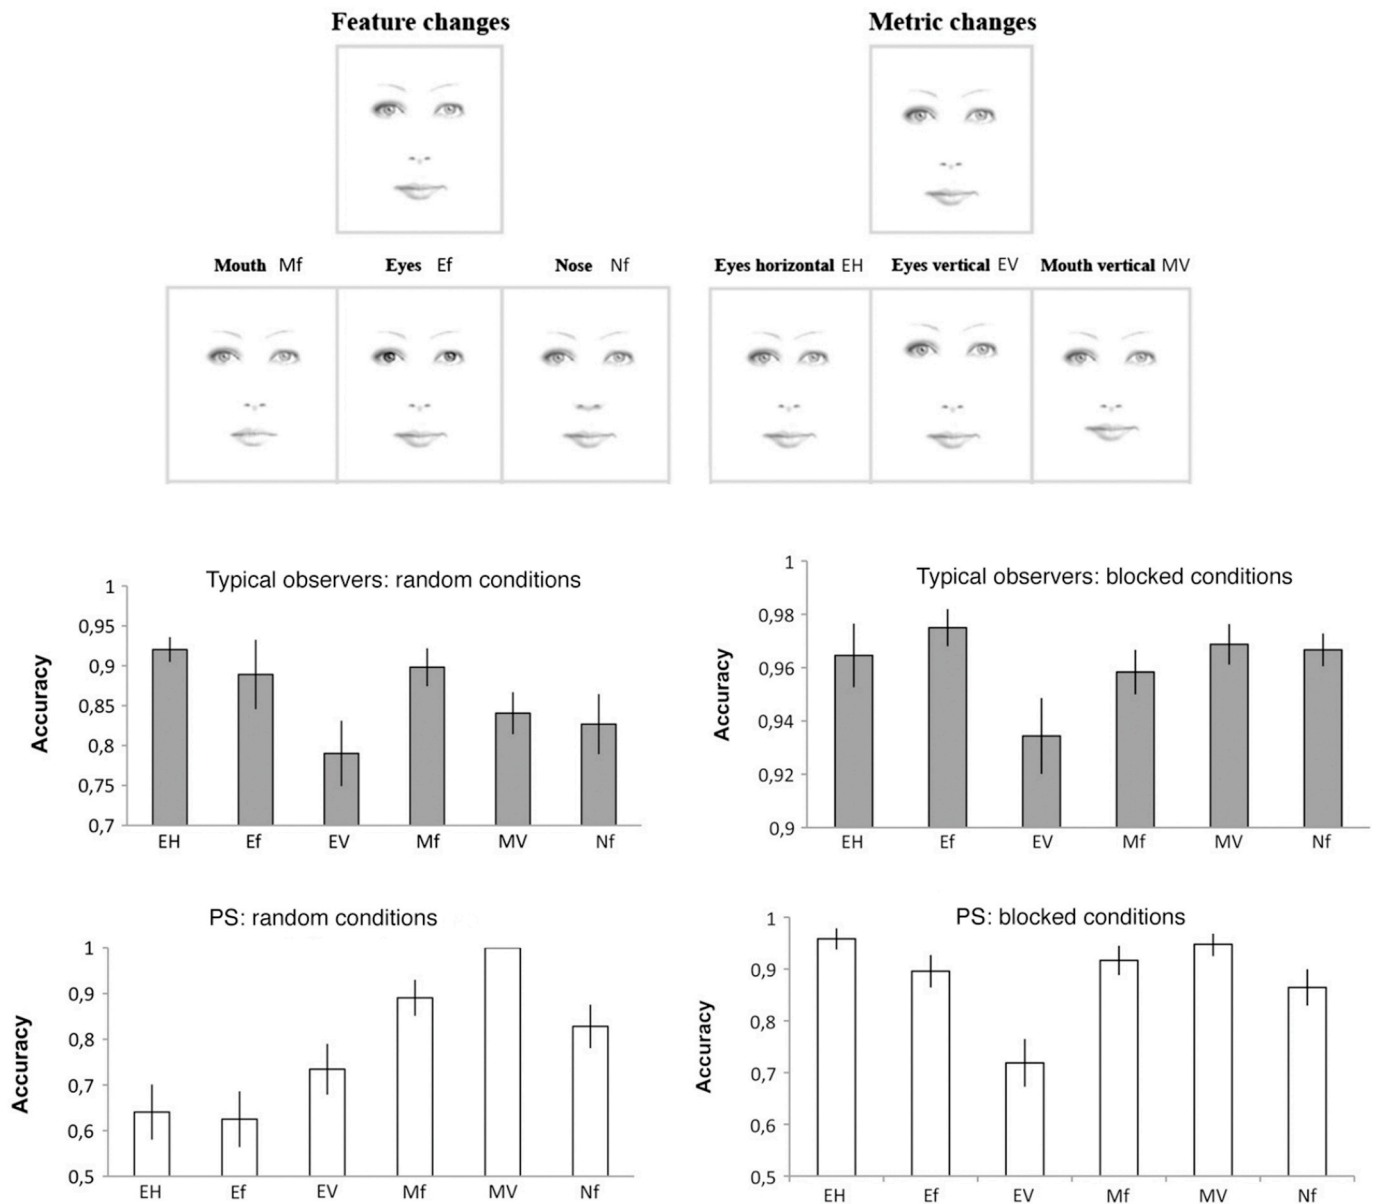 Feature changes
Metric changes
Mouth Mf
Eyes Ef
Nose Nf
Eyes horizontal EH
Eyes vertical EV
Mouth vertical MV
Typical observers: random conditions
Accuracy
1
0,95
0,9
0,85
0,8
0,75
0,7
EH Ef EV Mf MV Nf
Typical observers: blocked conditions
Accuracy
1
0,98
0,96
0,94
0,92
0,9
EH Ef EV Mf MV Nf
PS: random conditions
Accuracy
1
0,9
0,8
0,7
0,6
0,5
EH Ef EV Mf MV Nf
PS: blocked conditions
Accuracy
1
0,9
0,8
0,7
0,6
0,5
EH Ef EV Mf MV Nf